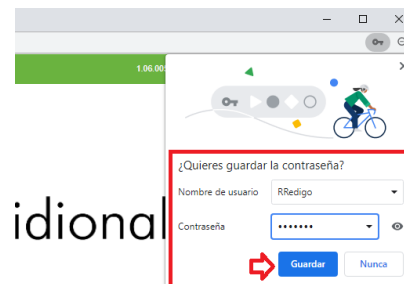 1.06.00
¿Quieres guardar la contraseña?
Nombre de usuario RRedigo
idional
Contraseña •••••••
Guardar Nunca